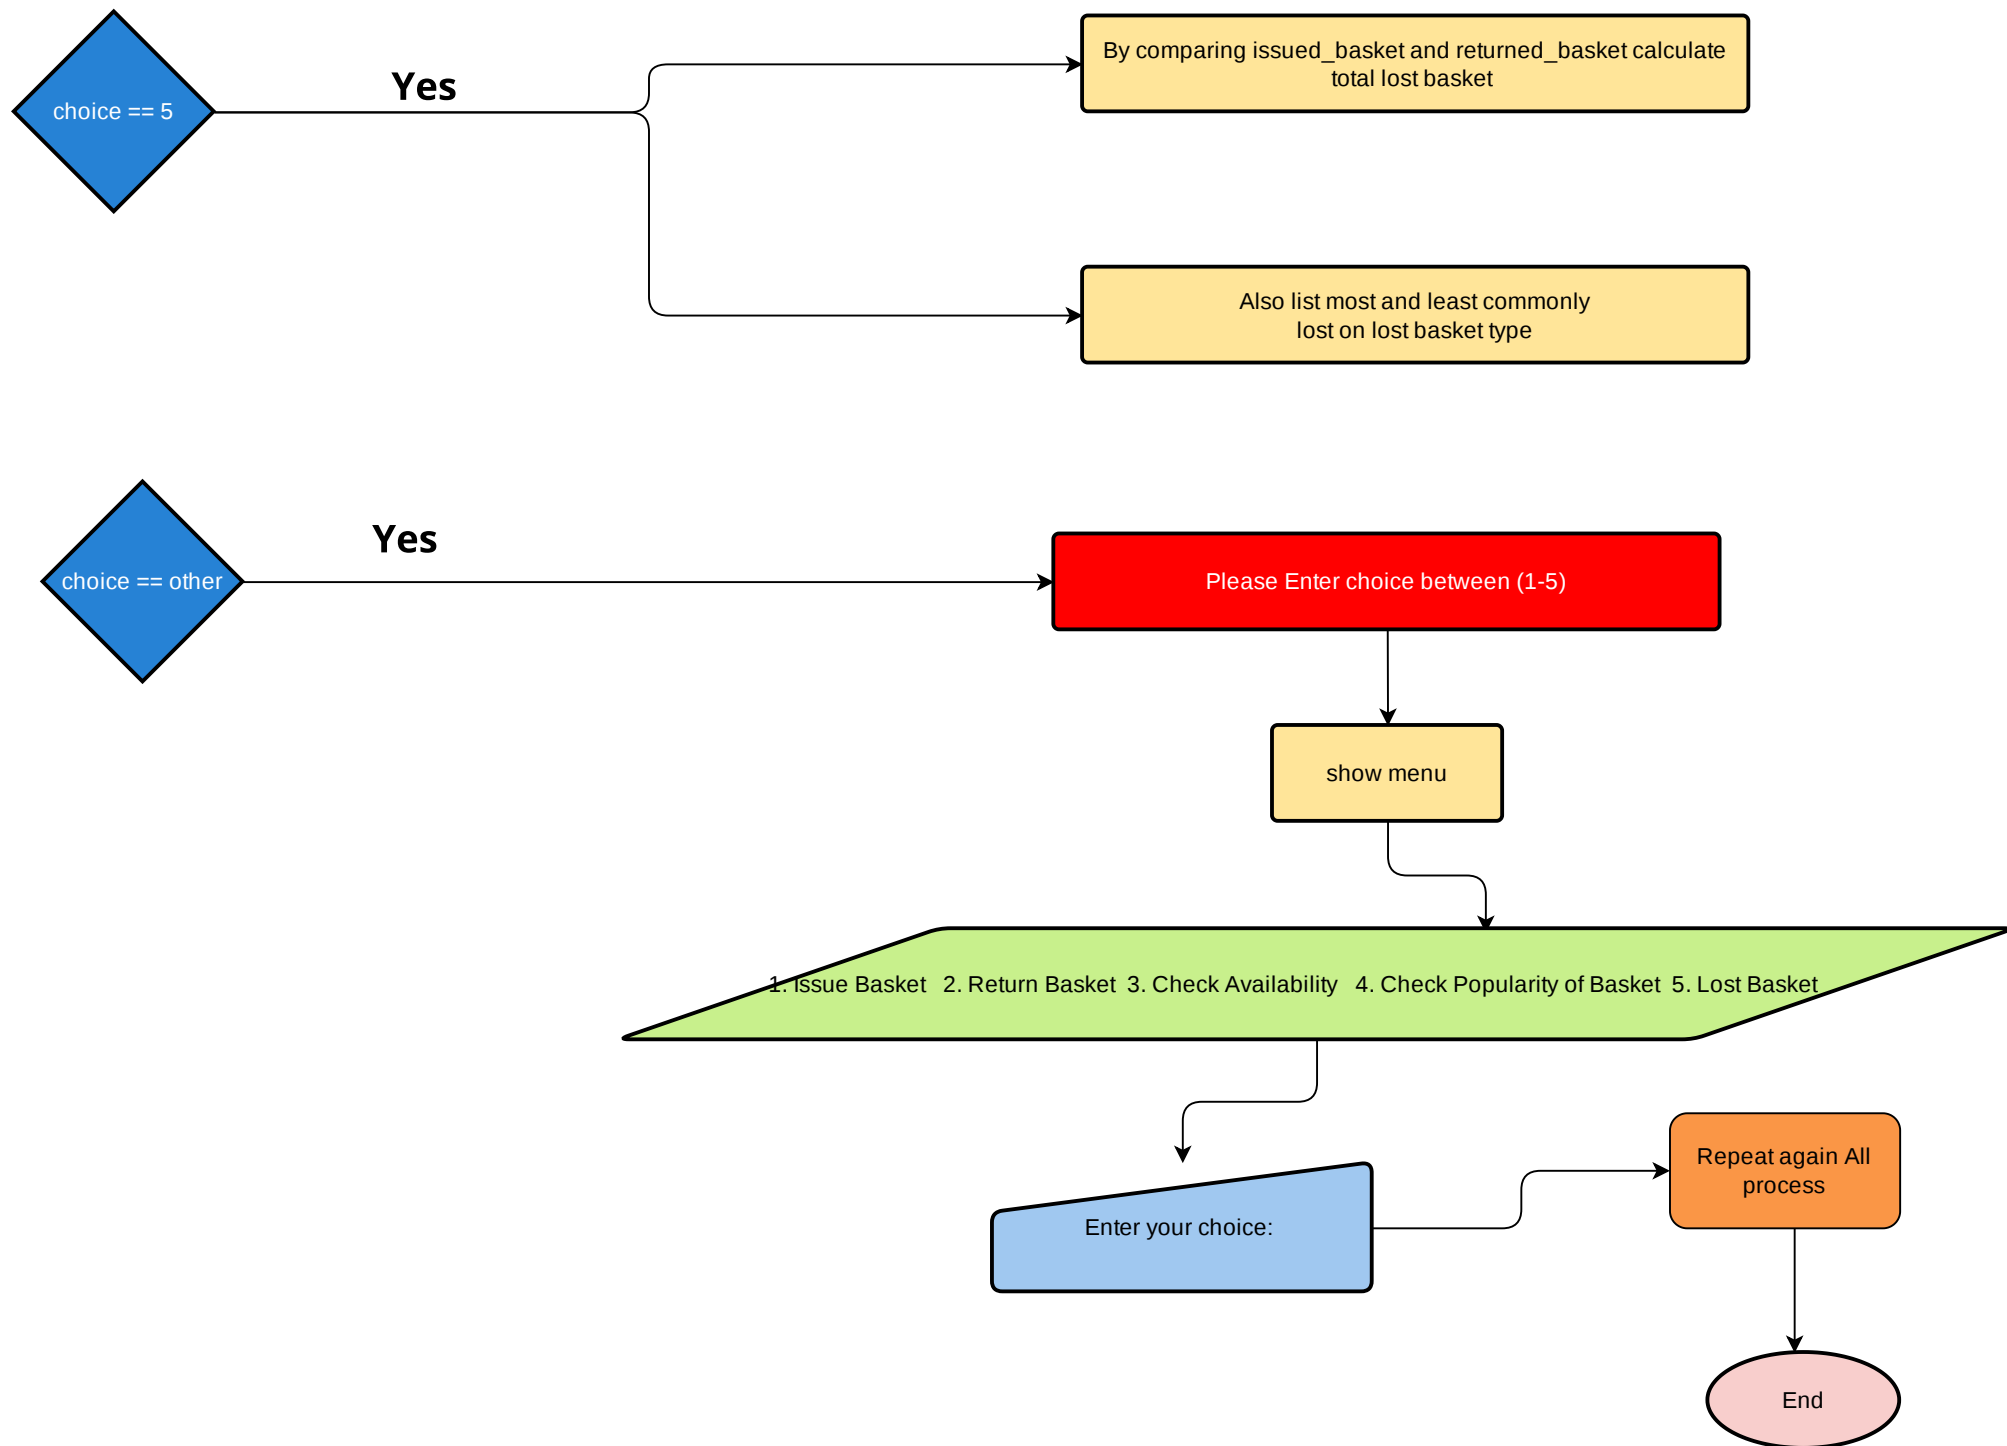 choice == 5
Yes
By comparing issued_basket and returned_basket calculate
total lost basket
Also list most and least commonly
lost on lost basket type
choice == other
Yes
Please Enter choice between (1-5)
show menu
1. Issue Basket 2. Return Basket 3. Check Availability 4. Check Popularity of Basket 5. Lost Basket
Enter your choice:
Repeat again All
process
End